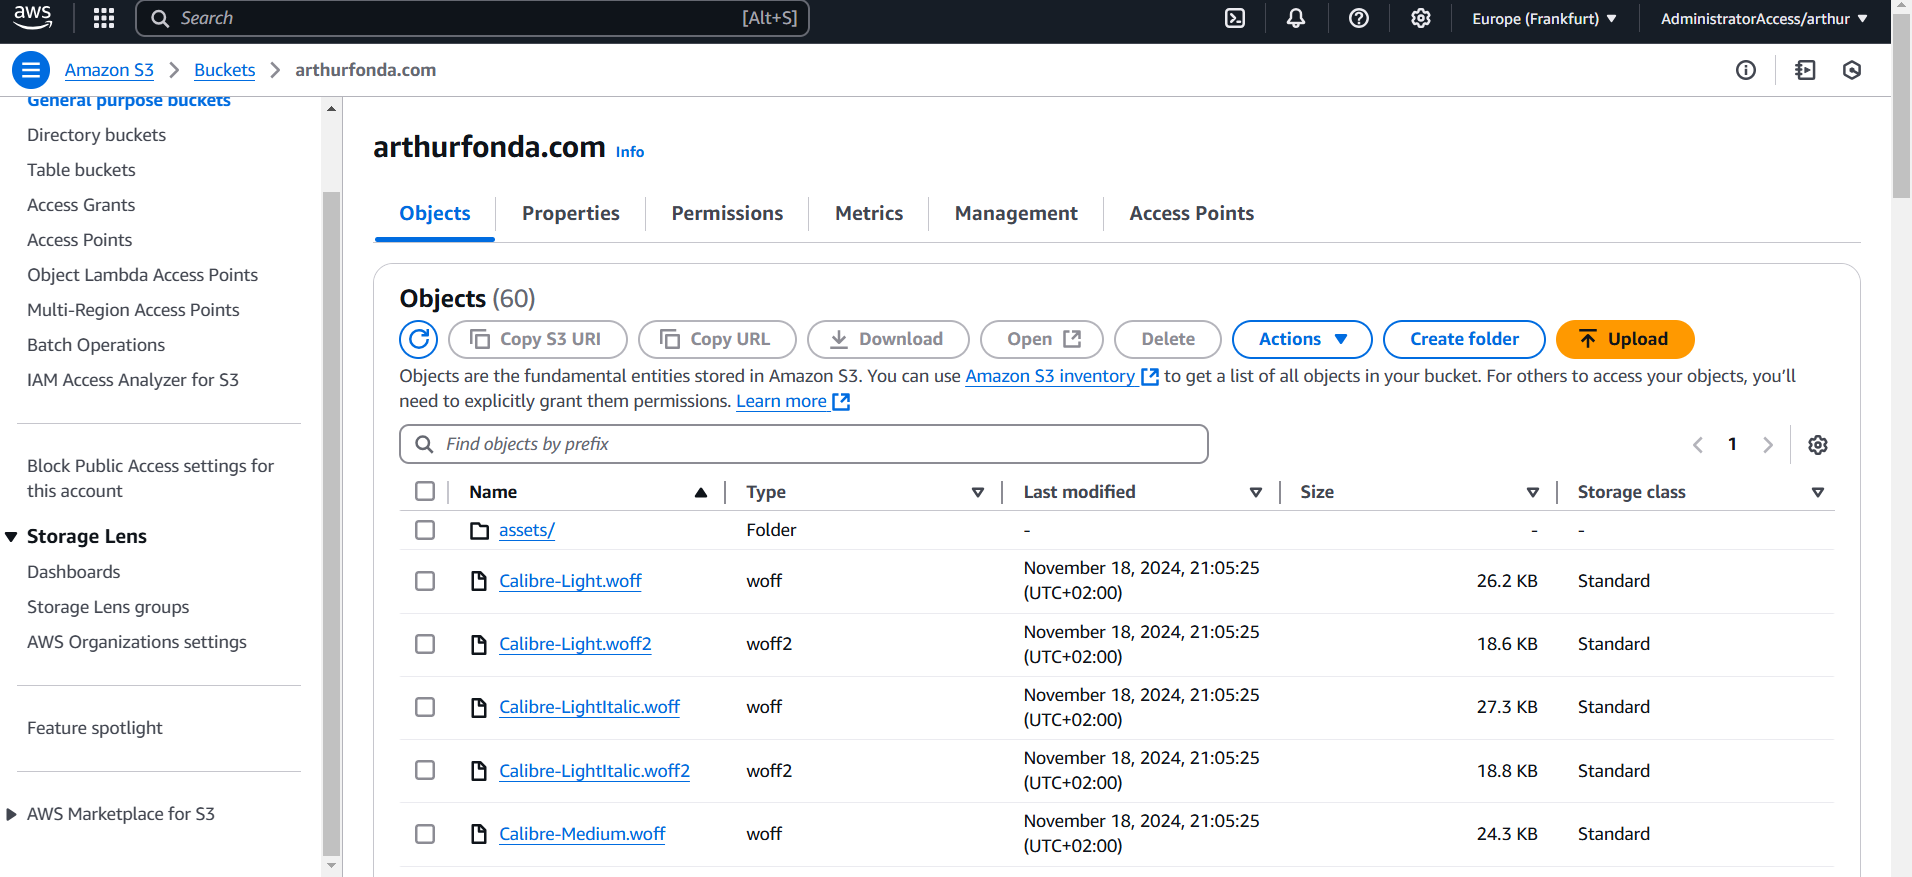 aws
Search [Alt+S]
Europe (Frankfurt)
AdministratorAccess/arthur
Amazon S3
Buckets
arthurfonda.com
General purpose buckets
Directory buckets
Table buckets
Access Grants
Access Points
Object Lambda Access Points
Multi-Region Access Points
Batch Operations
IAM Access Analyzer for S3
Block Public Access settings for
this account
Storage Lens
Dashboards
Storage Lens groups
AWS Organizations settings
Feature spotlight
AWS Marketplace for S3
arthurfonda.com Info
Objects Properties Permissions Metrics Management Access Points
Objects (60)
Copy S3 URI Copy URL Download Open Delete Actions Create folder Upload
Objects are the fundamental entities stored in Amazon S3. You can use Amazon S3 inventory to get a list of all objects in your bucket. For others to access your objects, you’ll
need to explicitly grant them permissions. Learn more
Find objects by prefix
1
Name Type Last modified Size Storage class
assets/ Folder - - -
Calibre-Light.woff woff November 18, 2024, 21:05:25 26.2 KB Standard
(UTC+02:00)
Calibre-Light.woff2 woff2 November 18, 2024, 21:05:25 18.6 KB Standard
(UTC+02:00)
Calibre-LightItalic.woff woff November 18, 2024, 21:05:25 27.3 KB Standard
(UTC+02:00)
Calibre-LightItalic.woff2 woff2 November 18, 2024, 21:05:25 18.8 KB Standard
(UTC+02:00)
Calibre-Medium.woff woff November 18, 2024, 21:05:25 24.3 KB Standard
(UTC+02:00)